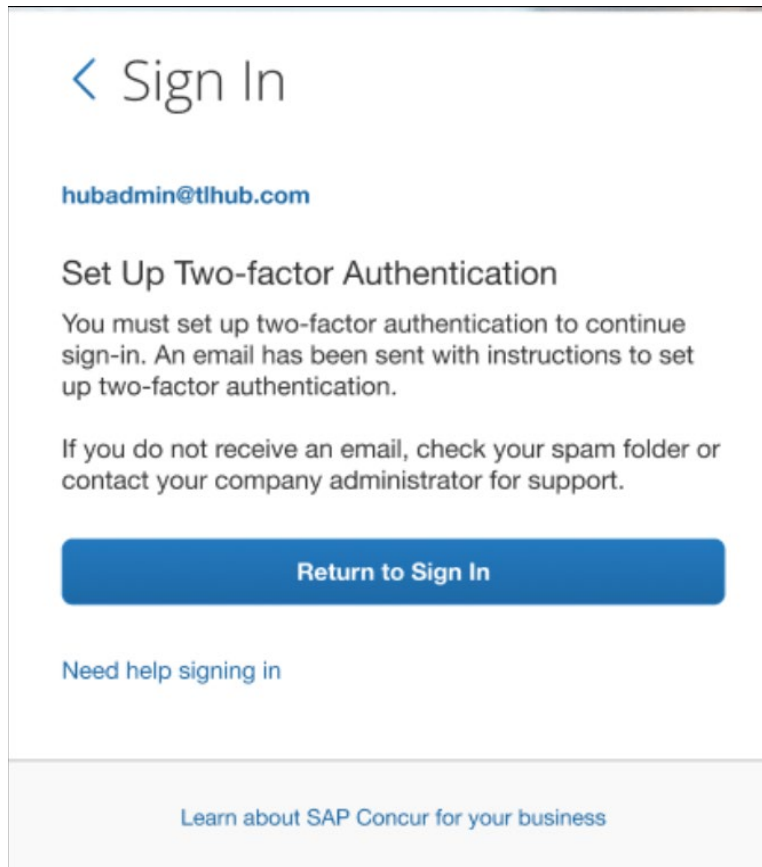 Sign In
hubadmin@tlhub.com
Set Up Two-factor Authentication
You must set up two-factor authentication to continue
sign-in. An email has been sent with instructions to set
up two-factor authentication.
If you do not receive an email, check your spam folder or
contact your company administrator for support.
Return to Sign In
Need help signing in
Learn about SAP Concur for your business